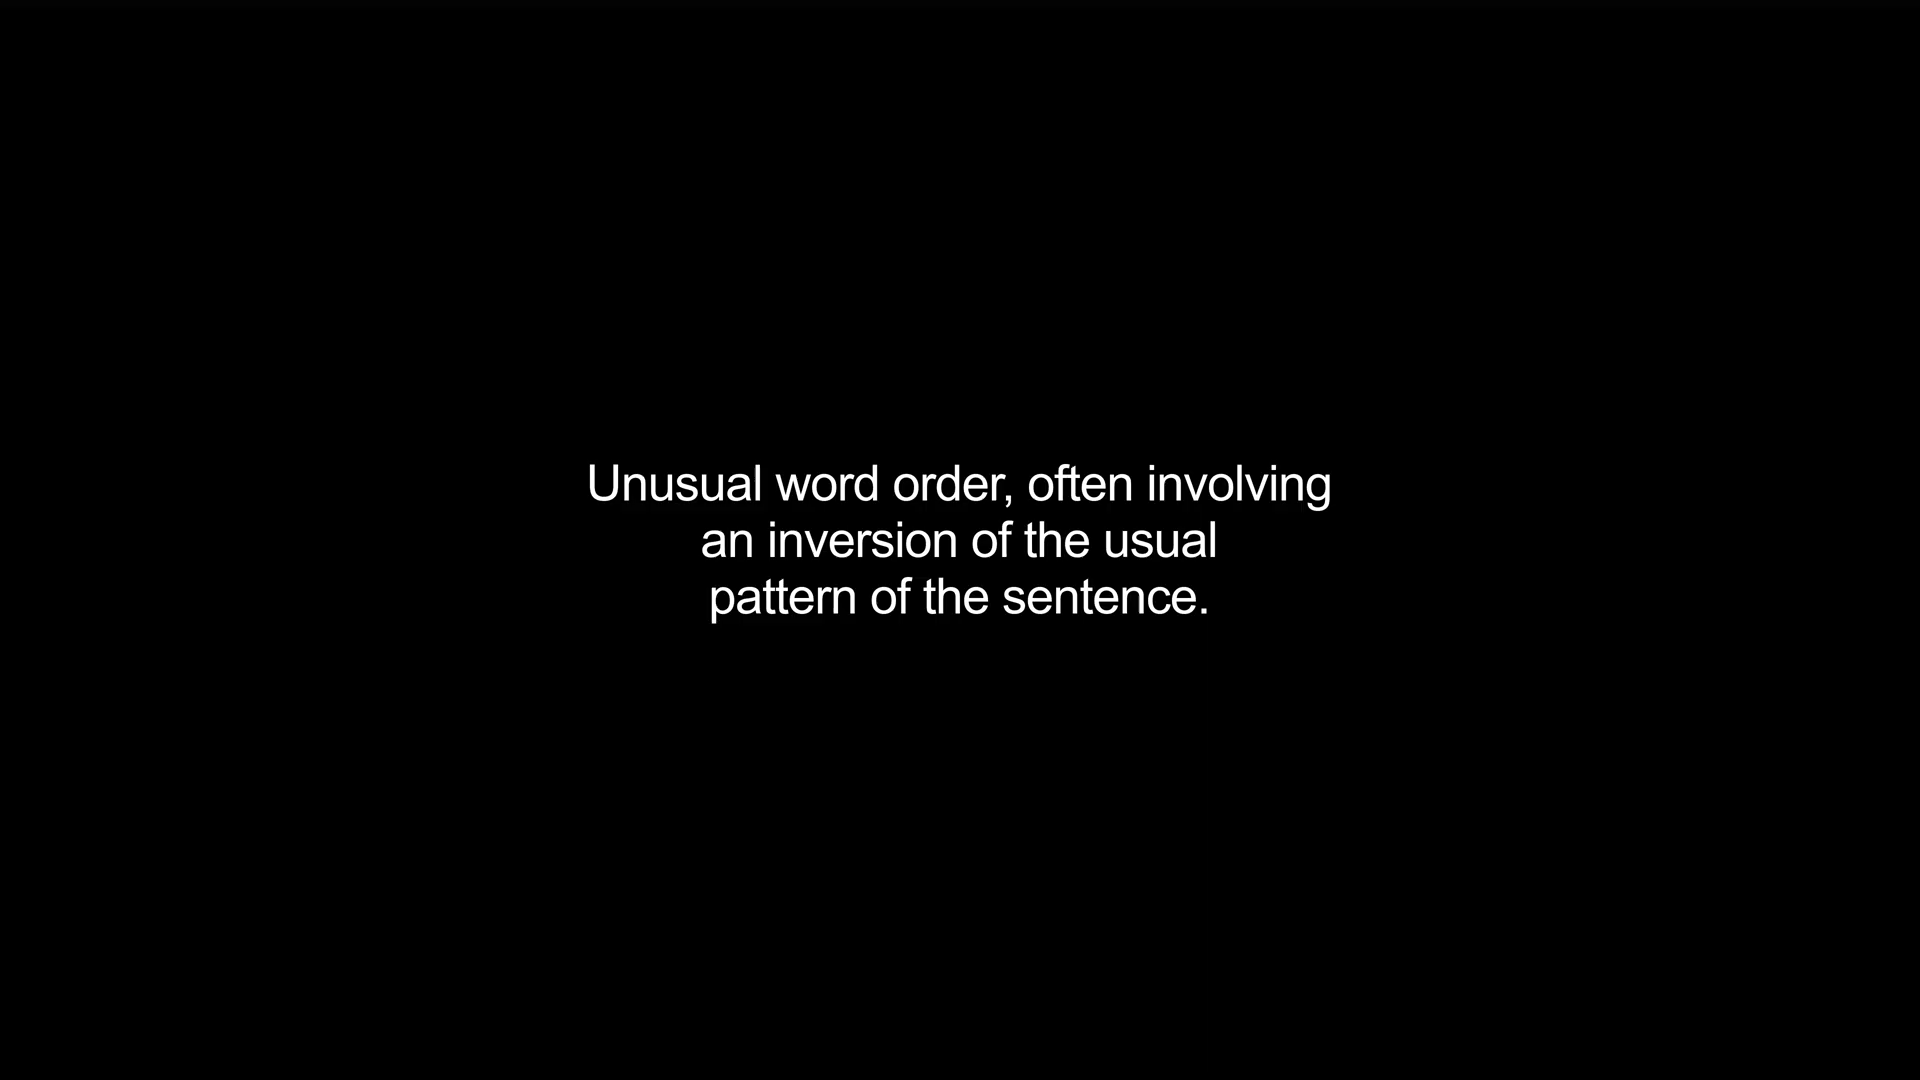 Unusual word order, often involving
an inversion of the usual
pattern of the sentence.